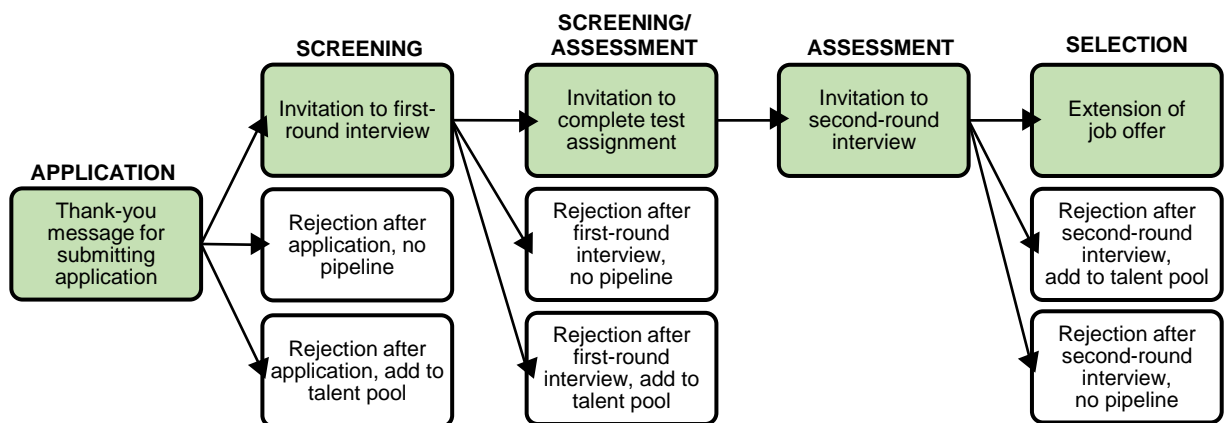 APPLICATION
Thank-you
message for
submitting
application
SCREENING
Invitation to first-
round interview
Rejection after
application, no
pipeline
Rejection after
application, add to
talent pool
SCREENING/
ASSESSMENT
Invitation to
complete test
assignment
Rejection after
first-round
interview,
no pipeline
Rejection after
first-round
interview, add to
talent pool
ASSESSMENT
Invitation to
second-round
interview
SELECTION
Extension of
job offer
Rejection after
second-round
interview,
add to talent pool
Rejection after
second-round
interview,
no pipeline